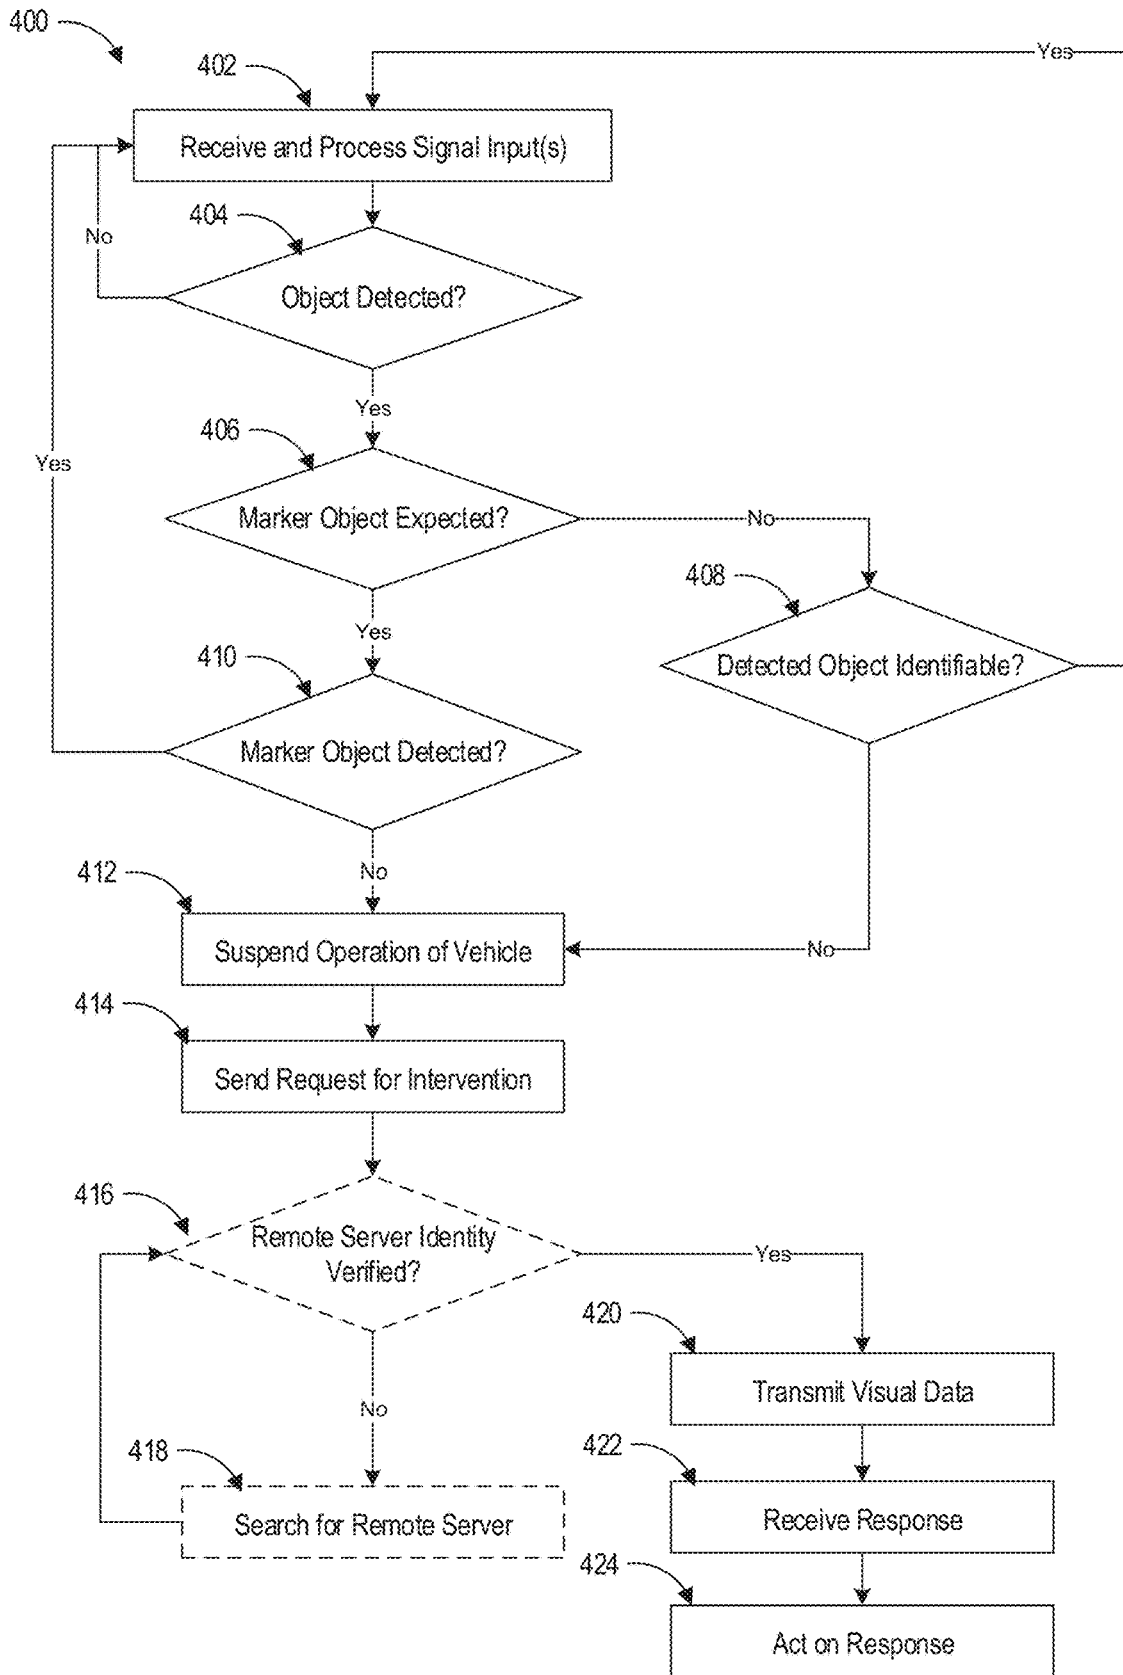 400
Yes
402
Receive and Process Signal Input(s)
404
No
Object Detected?
Yes
406
Yes
Marker Object Expected?
No
408
Yes
410
Detected Object Identifiable?
Marker Object Detected?
No
412
Suspend Operation of Vehicle
No
414
Send Request for Intervention
416
Remote Server Identity
Verified?
Yes
420
Transmit Visual Data
No
418
422
Search for Remote Server
Receive Response
424
Act on Response